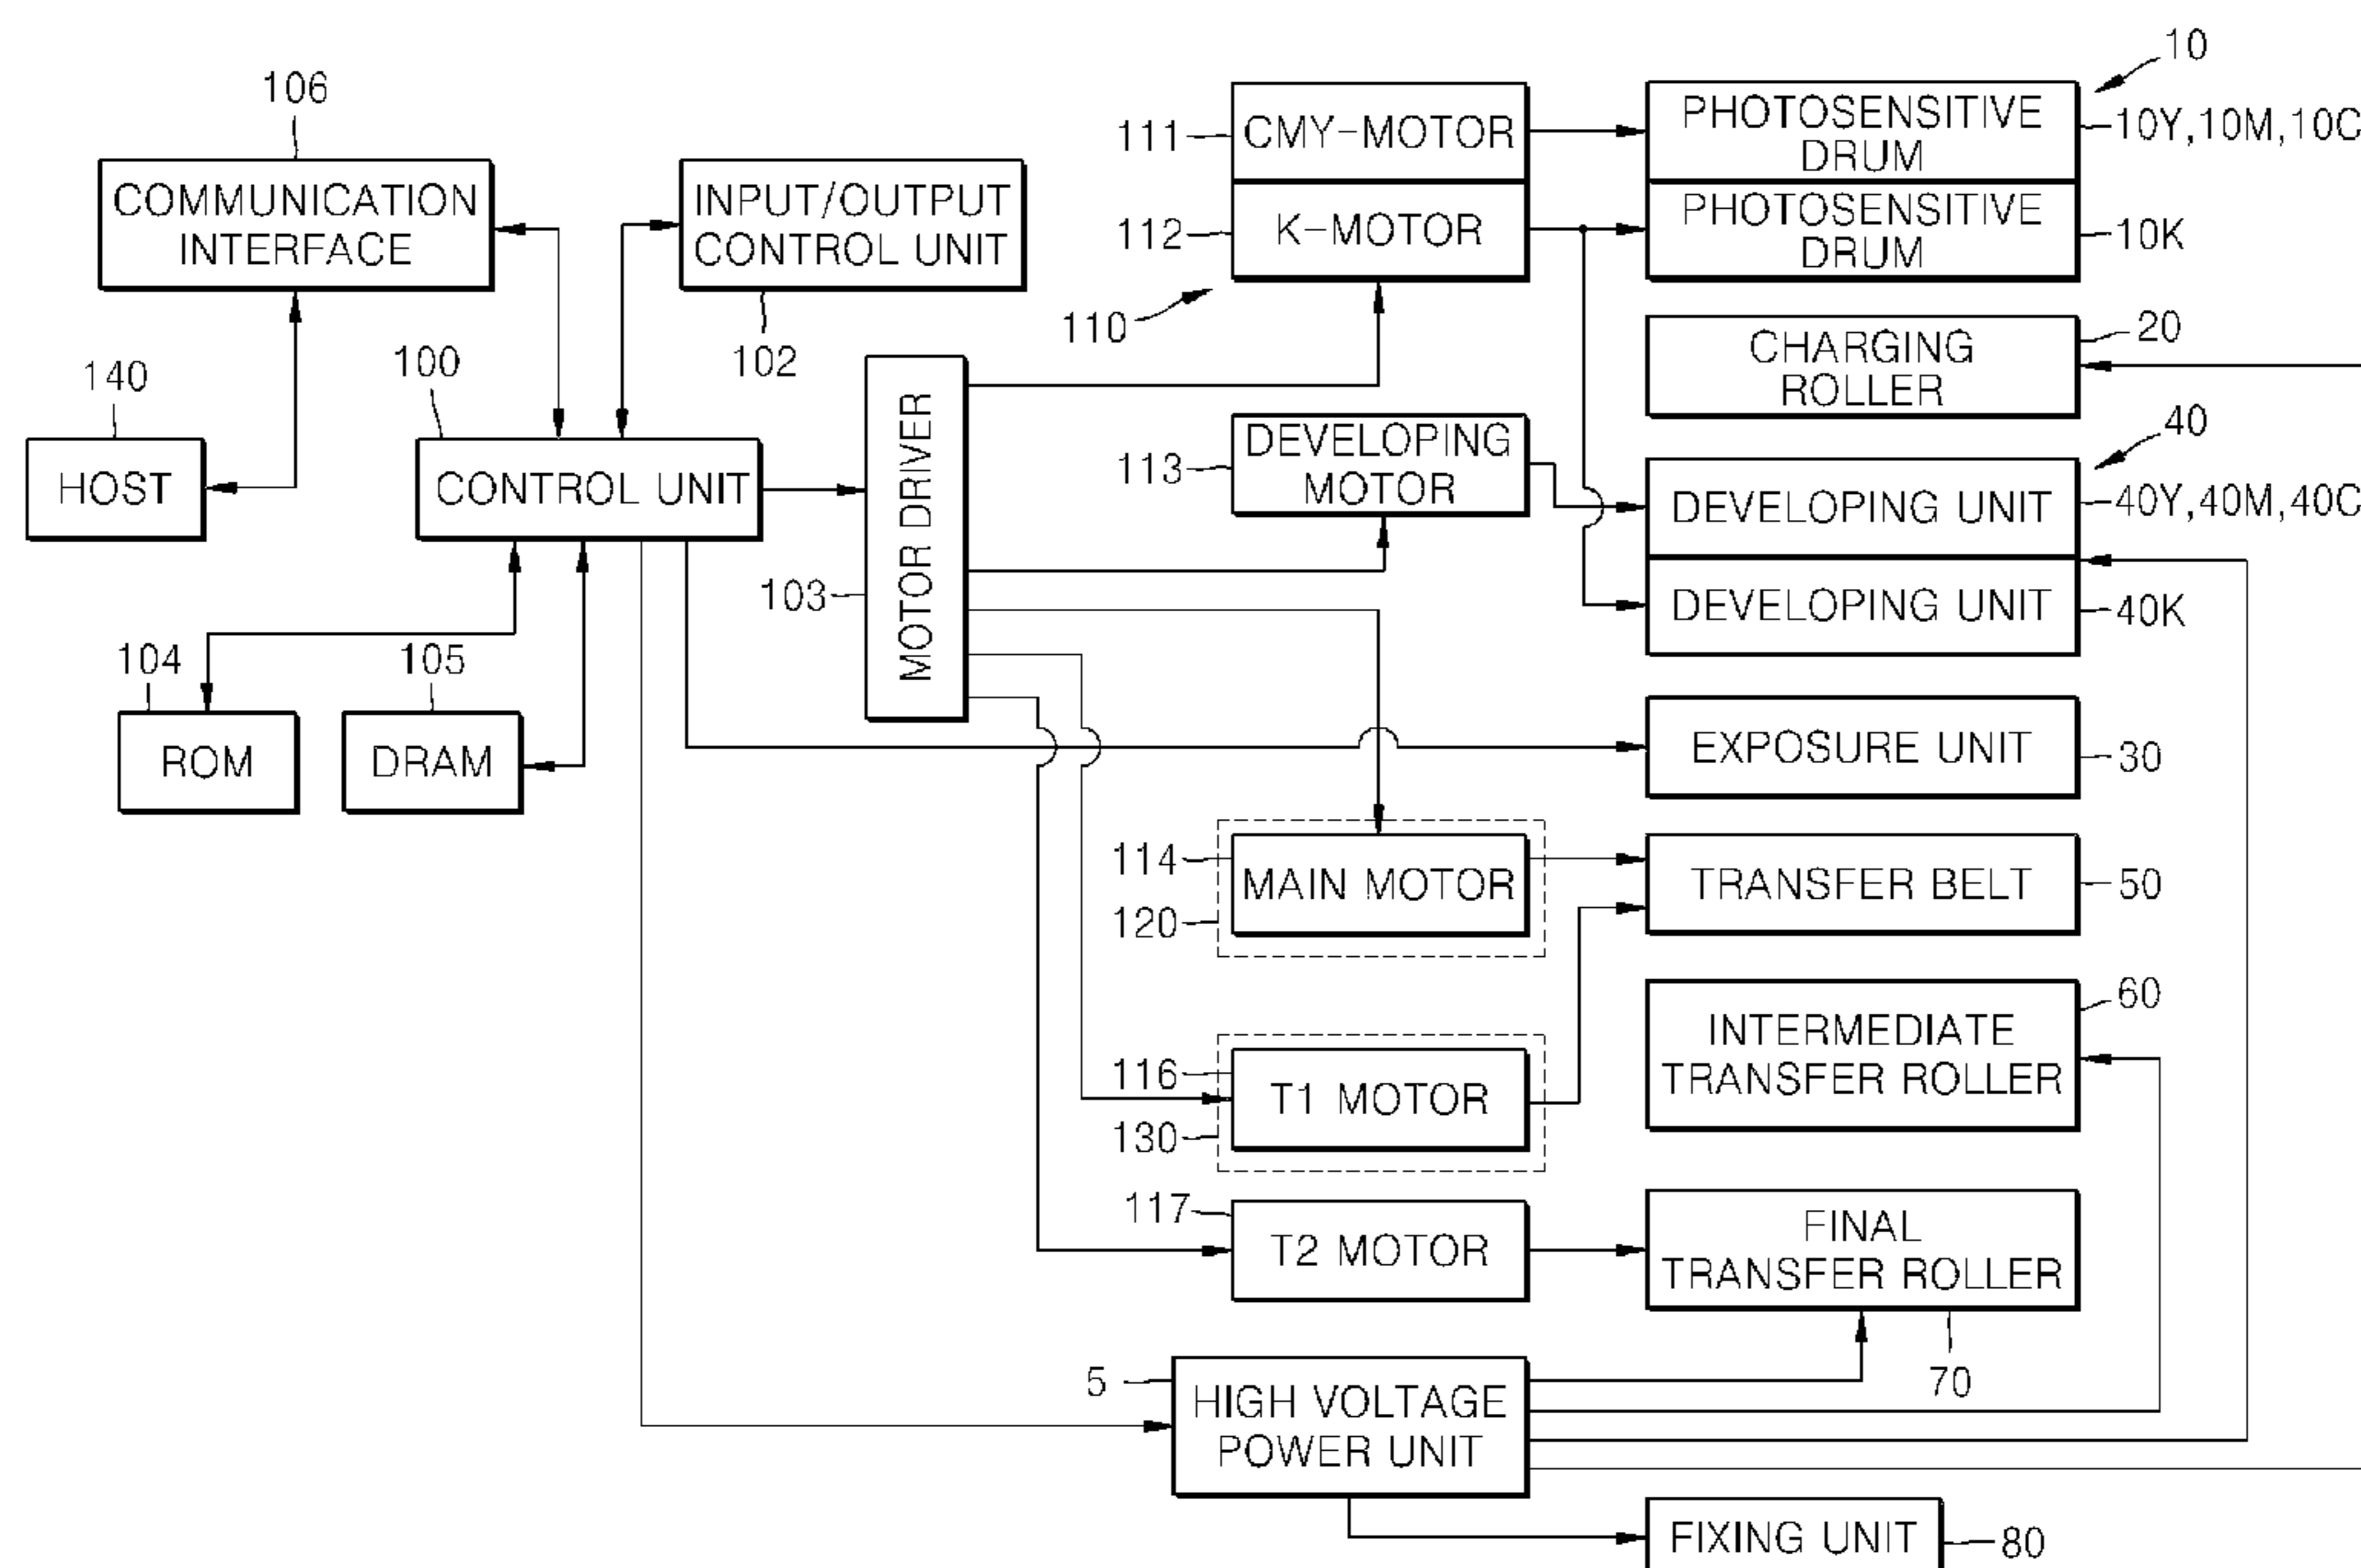 106
COMMUNICATION
INTERFACE
INPUT/OUTPUT
CONTROL UNIT
102
140
HOST
100
CONTROL UNIT
103
MOTOR DRIVER
104
ROM
105
DRAM
110
111
CMY-MOTOR
112
K-MOTOR
PHOTOSENSITIVE
DRUM
10
10Y,10M,10C
PHOTOSENSITIVE
DRUM
10K
CHARGING
ROLLER
20
113
DEVELOPING
MOTOR
40
DEVELOPING UNIT
40Y,40M,40C
DEVELOPING UNIT
40K
EXPOSURE UNIT
30
114
MAIN MOTOR
120
TRANSFER BELT
50
116
T1 MOTOR
130
INTERMEDIATE
TRANSFER ROLLER
60
117
T2 MOTOR
FINAL
TRANSFER ROLLER
70
5
HIGH VOLTAGE
POWER UNIT
FIXING UNIT
80